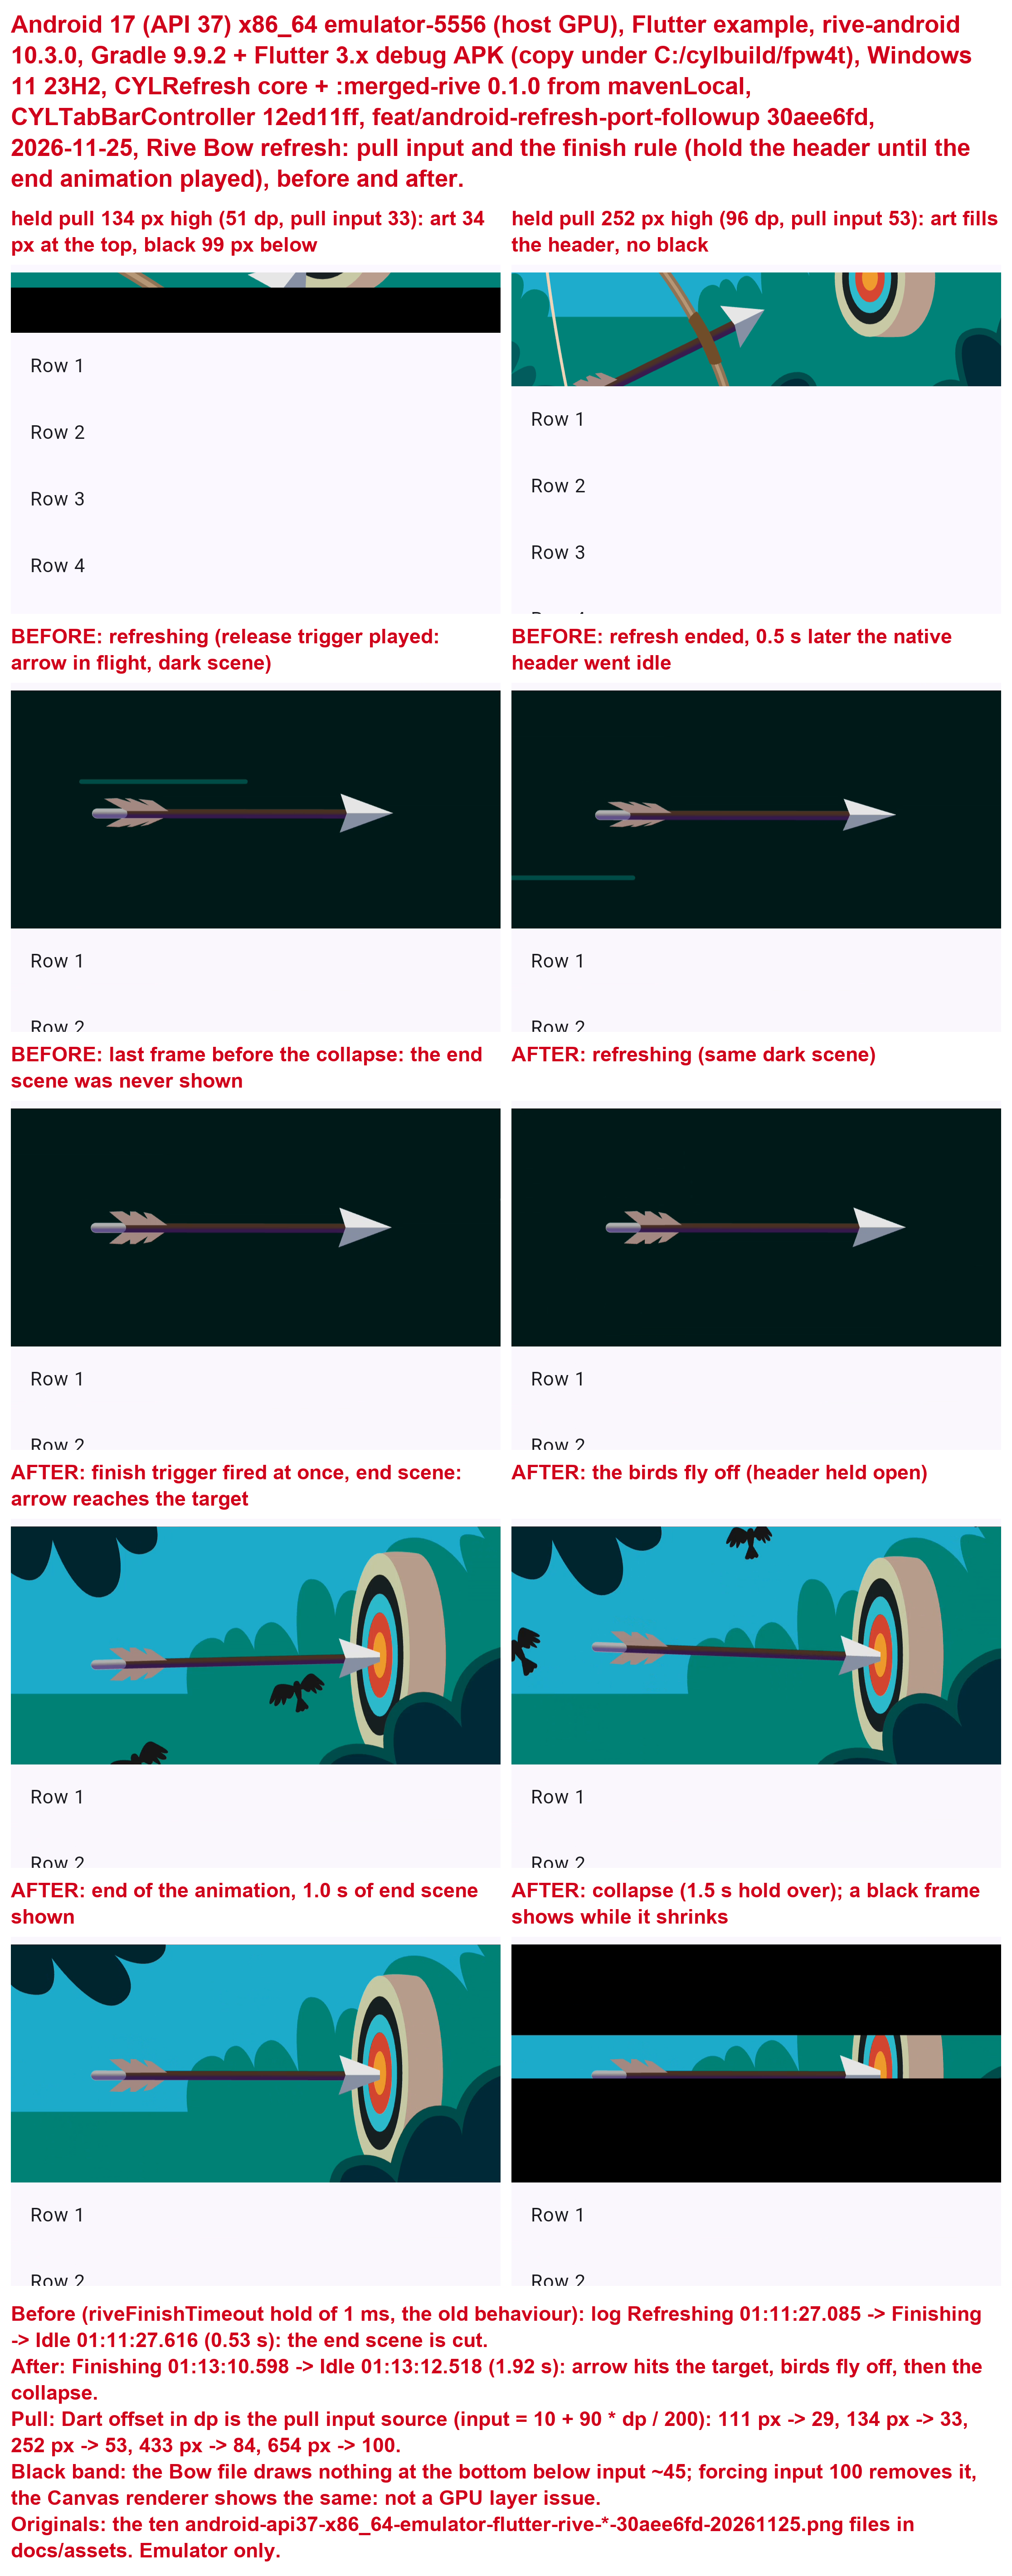 Android 17 (API 37) x86_64 emulator-5556 (host GPU), Flutter example, rive-android
10.3.0, Gradle 9.9.2 + Flutter 3.x debug APK (copy under C:/cylbuild/fpw4t), Windows
11 23H2, CYLRefresh core + :merged-rive 0.1.0 from mavenLocal,
CYLTabBarController 12ed11ff, feat/android-refresh-port-followup 30aee6fd,
2026-11-25, Rive Bow refresh: pull input and the finish rule (hold the header until the
end animation played), before and after.
held pull 134 px high (51 dp, pull input 33): art 34
px at the top, black 99 px below
held pull 252 px high (96 dp, pull input 53): art fills
the header, no black
Row 1
Row 2
Row 3
Row 4
Row 1
Row 2
Row 3
BEFORE: refreshing (release trigger played:
arrow in flight, dark scene)
BEFORE: refresh ended, 0.5 s later the native
header went idle
Row 1
Row 2
Row 1
Row 2
BEFORE: last frame before the collapse: the end
scene was never shown
AFTER: refreshing (same dark scene)
Row 1
Row 2
Row 1
Row 2
AFTER: finish trigger fired at once, end scene:
arrow reaches the target
AFTER: the birds fly off (header held open)
Row 1
Row 2
Row 1
Row 2
AFTER: end of the animation, 1.0 s of end scene
shown
AFTER: collapse (1.5 s hold over); a black frame
shows while it shrinks
Row 1
Row 2
Row 1
Row 2
Before (riveFinishTimeout hold of 1 ms, the old behaviour): log Refreshing 01:11:27.085 -> Finishing
-> Idle 01:11:27.616 (0.53 s): the end scene is cut.
After: Finishing 01:13:10.598 -> Idle 01:13:12.518 (1.92 s): arrow hits the target, birds fly off, then the
collapse.
Pull: Dart offset in dp is the pull input source (input = 10 + 90 * dp / 200): 111 px -> 29, 134 px -> 33,
252 px -> 53, 433 px -> 84, 654 px -> 100.
Black band: the Bow file draws nothing at the bottom below input ~45; forcing input 100 removes it,
the Canvas renderer shows the same: not a GPU layer issue.
Originals: the ten android-api37-x86_64-emulator-flutter-rive-*-30aee6fd-20261125.png files in
docs/assets. Emulator only.